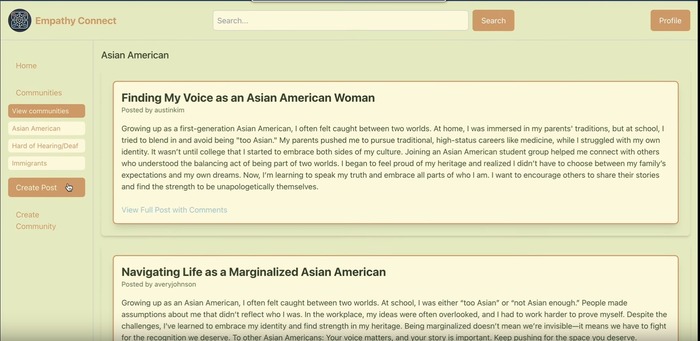 Empathy Connect
Search...
Search
Profile
Home
Communities
View communities
Asian American
Hard of Hearing/Deaf
Immigrants
Create Post
Create
Community
Asian American
Finding My Voice as an Asian American Woman
Posted by austinkim
Growing up as a first-generation Asian American, I often felt caught between two worlds. At home, I was immersed in my parents' traditions, but at school, I
tried to blend in and avoid being "too Asian." My parents pushed me to pursue traditional, high-status careers like medicine, while I struggled with my own
identity. It wasn't until college that I started to embrace both sides of my culture. Joining an Asian American student group helped me connect with others
who understood the balancing act of being part of two worlds. I began to feel proud of my heritage and realized I didn't have to choose between my family's
expectations and my own dreams. Now, I'm learning to speak my truth and embrace all parts of who I am. I want to encourage others to share their stories
and find the strength to be unapologetically themselves.
View Full Post with Comments
Navigating Life as a Marginalized Asian American
Posted by averyjohnson
Growing up as an Asian American, I often felt caught between two worlds. At school, I was either "too Asian" or "not Asian enough." People made
assumptions about me that didn't reflect who I was. In the workplace, my ideas were often overlooked, and I had to work harder to prove myself. Despite the
challenges, I've learned to embrace my identity and find strength in my heritage. Being marginalized doesn't mean we're invisible—it means we have to fight
for the recognition we deserve. To other Asian Americans: Your voice matters, and your story is important. Keep pushing for the space you deserve.